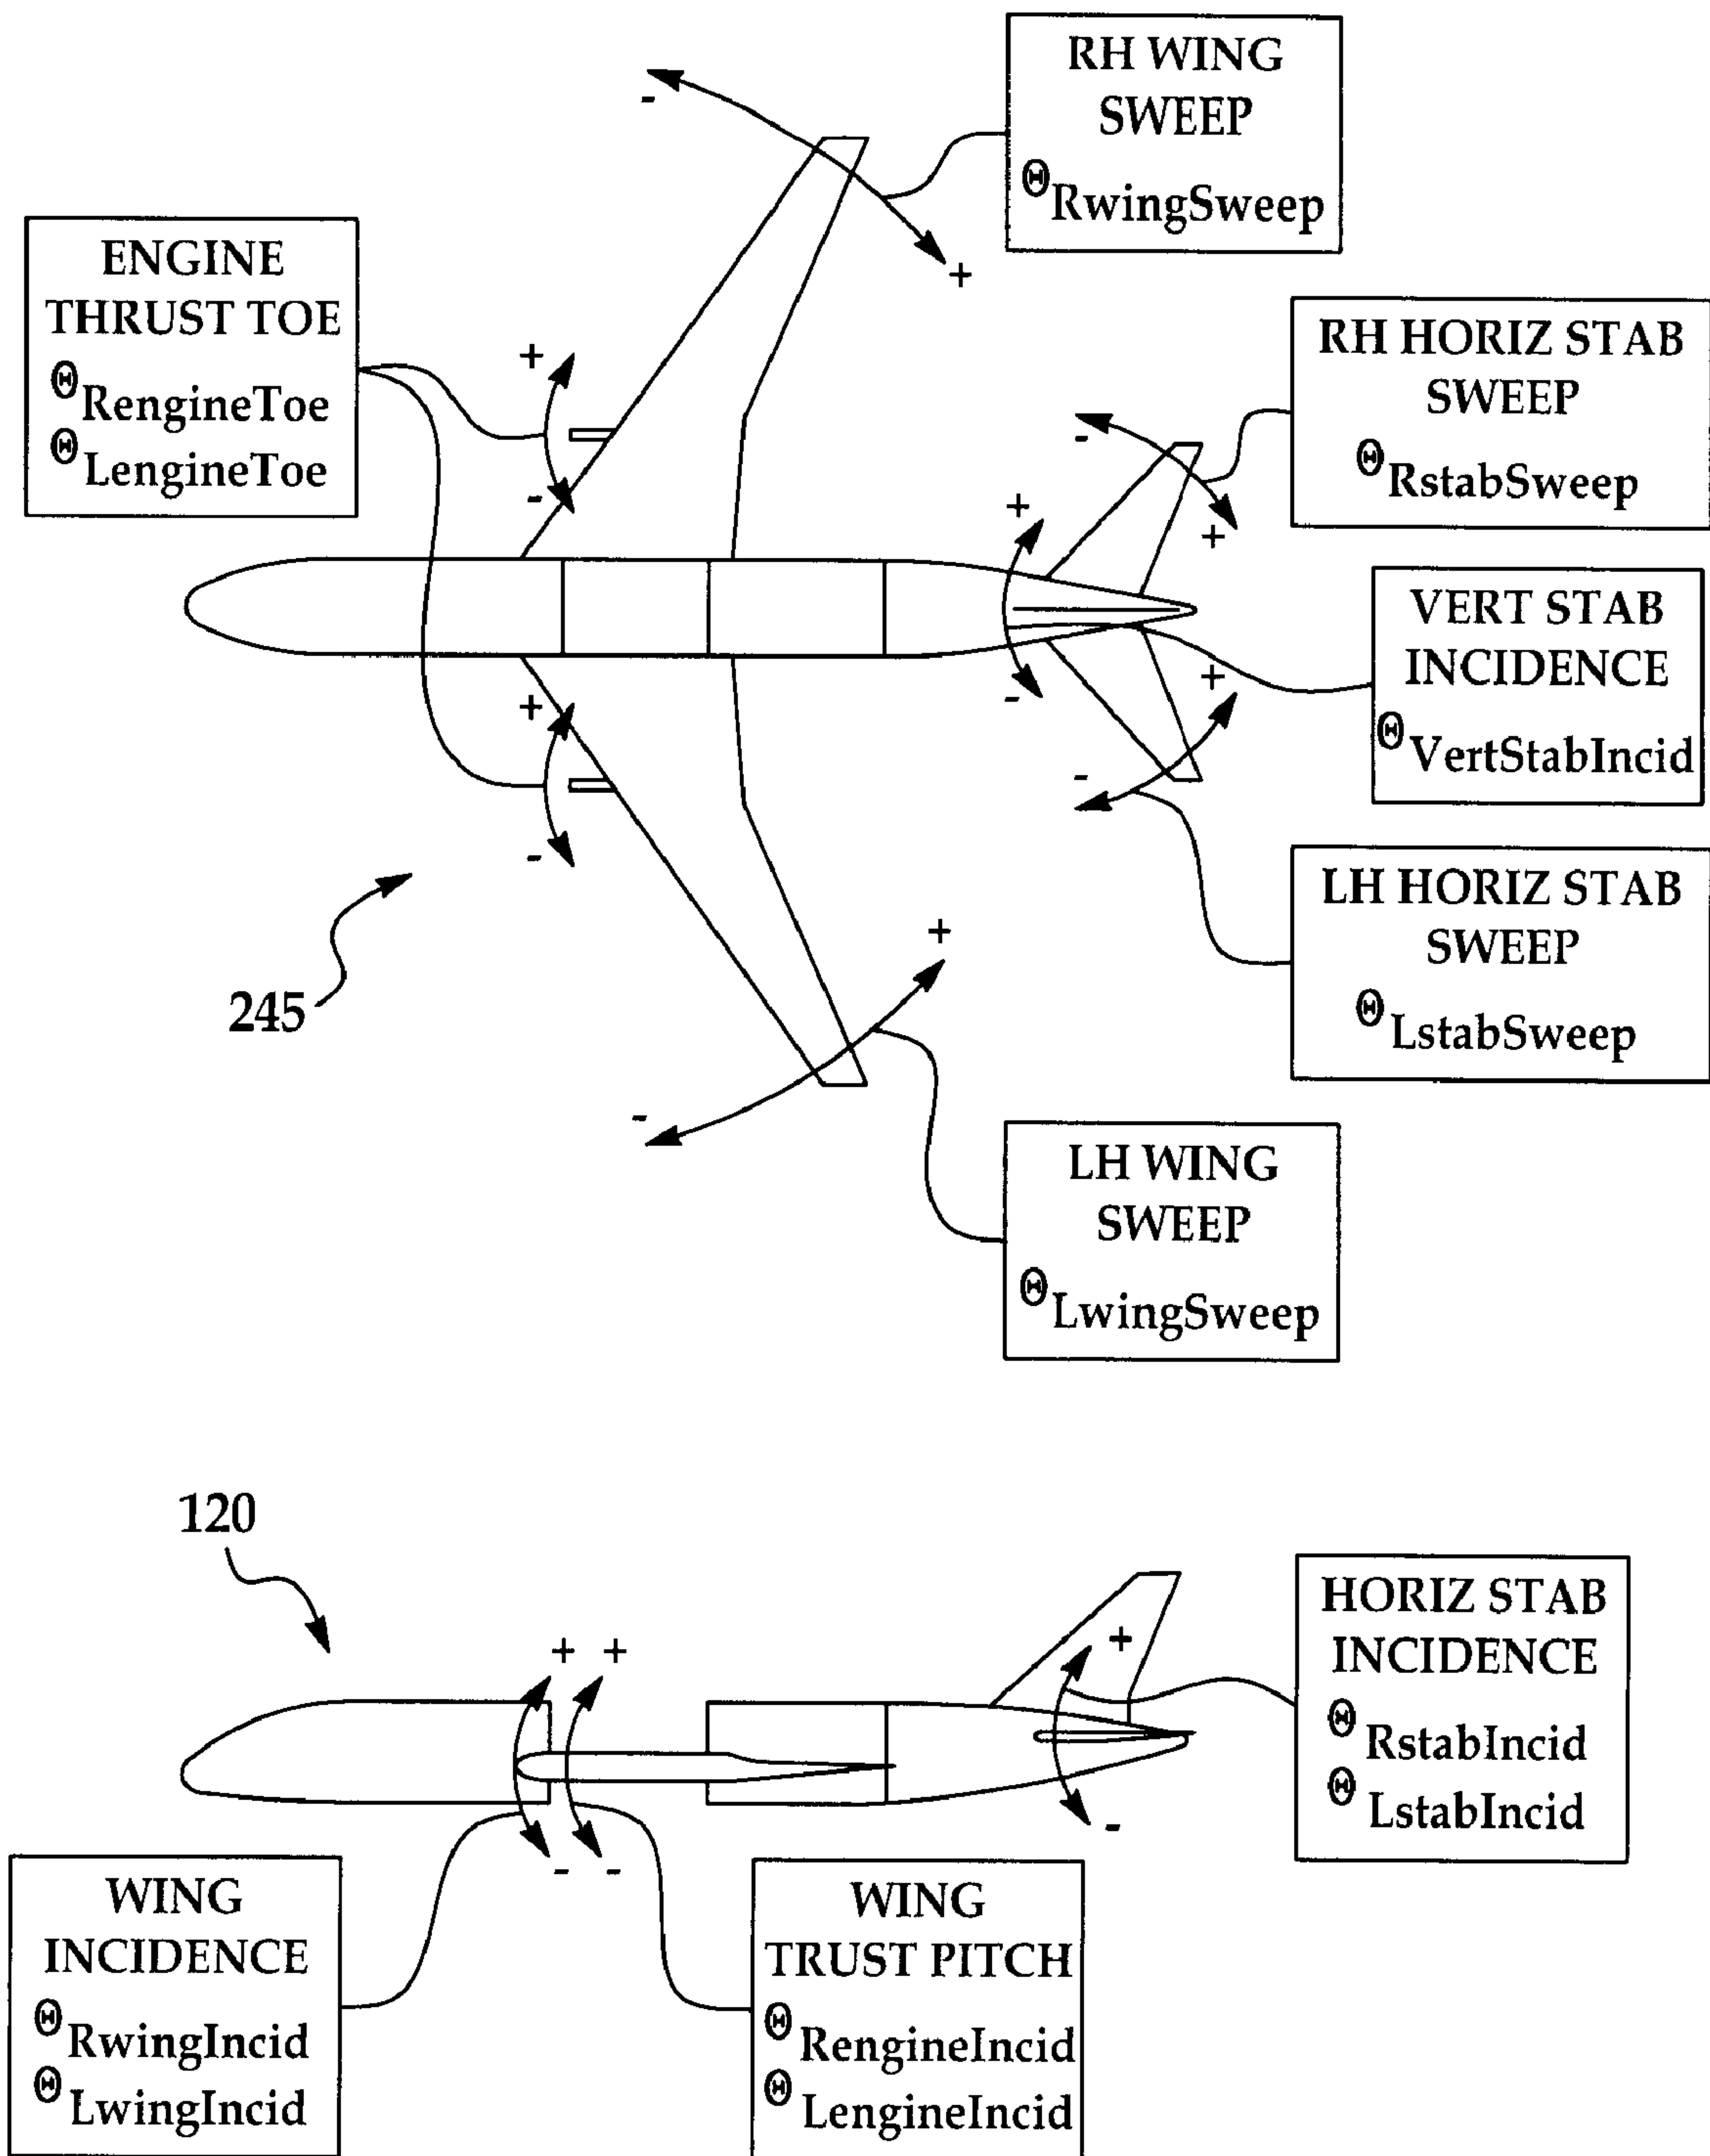 RH WING
SWEEP
ΘRwingSweep
-
+
ENGINE
THRUST TOE
ΘRengineToe
ΘLengineToe
+
-
RH HORIZ STAB
SWEEP
ΘRstabSweep
-
+
+
-
VERT STAB
INCIDENCE
ΘVertStabIncid
+
-
+
-
LH HORIZ STAB
SWEEP
ΘLstabSweep
245
+
-
LH WING
SWEEP
ΘLwingSweep
120
+ +
- -
+
-
HORIZ STAB
INCIDENCE
ΘRstabIncid
ΘLstabIncid
WING
INCIDENCE
ΘRwingIncid
ΘLwingIncid
WING
TRUST PITCH
ΘRengineIncid
ΘLengineIncid